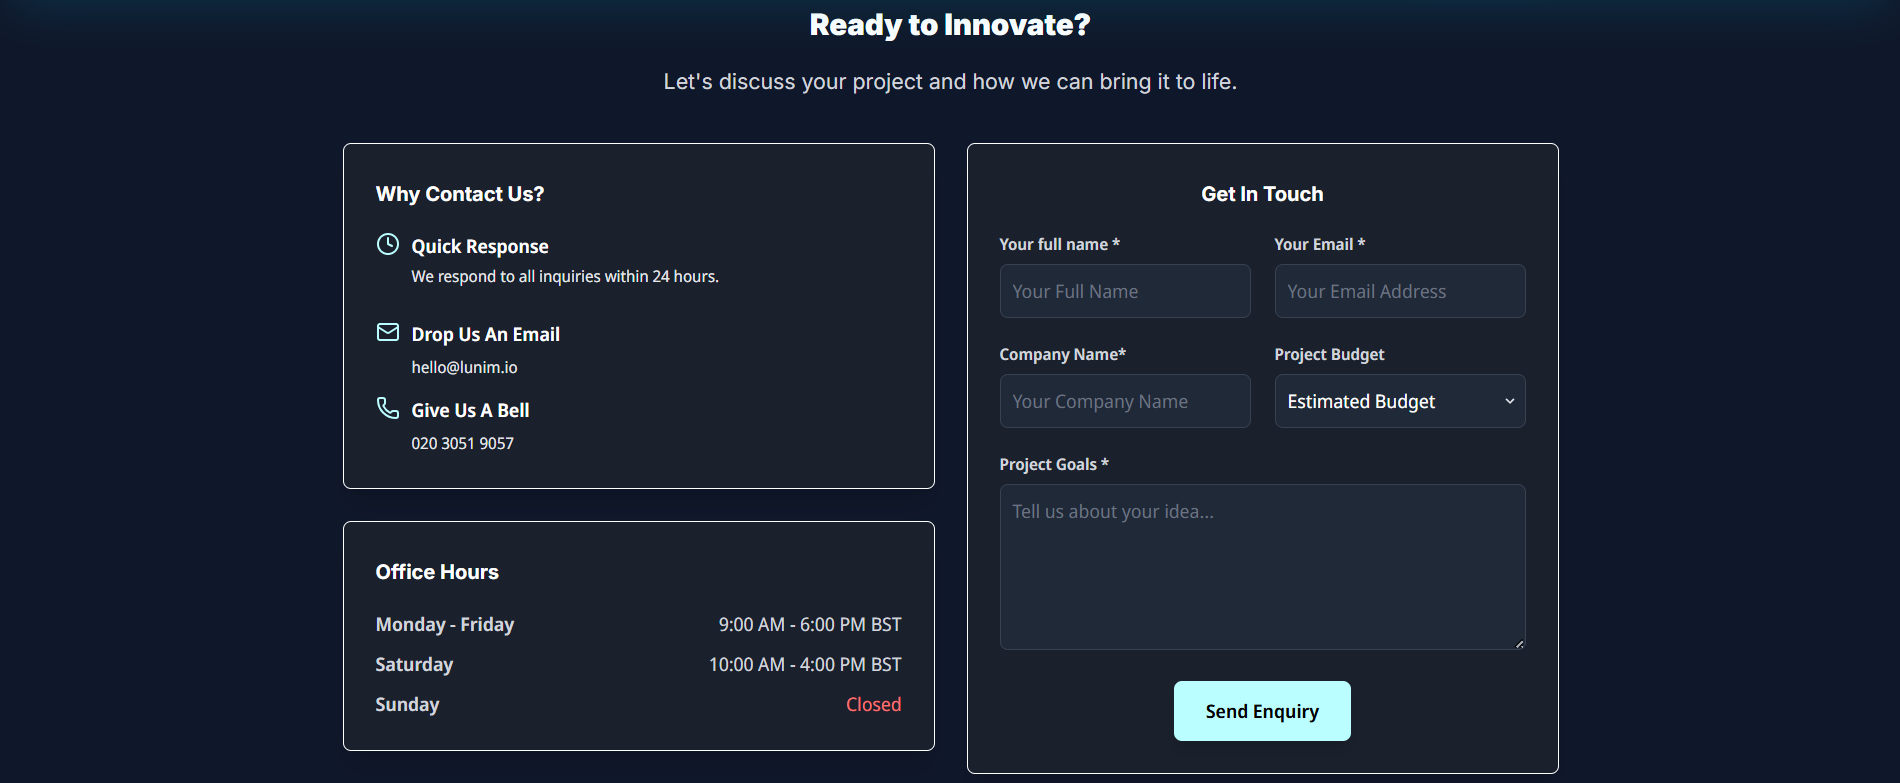 Ready to Innovate?
Let's discuss your project and how we can bring it to life.
Why Contact Us?
Quick Response
We respond to all inquiries within 24 hours.
Drop Us An Email
hello@lunim.io
Give Us A Bell
020 3051 9057
Office Hours
Monday - Friday 9:00 AM - 6:00 PM BST
Saturday 10:00 AM - 4:00 PM BST
Sunday Closed
Get In Touch
Your full name * Your Email *
Your Full Name Your Email Address
Company Name* Project Budget
Your Company Name Estimated Budget
Project Goals *
Tell us about your idea...
Send Enquiry